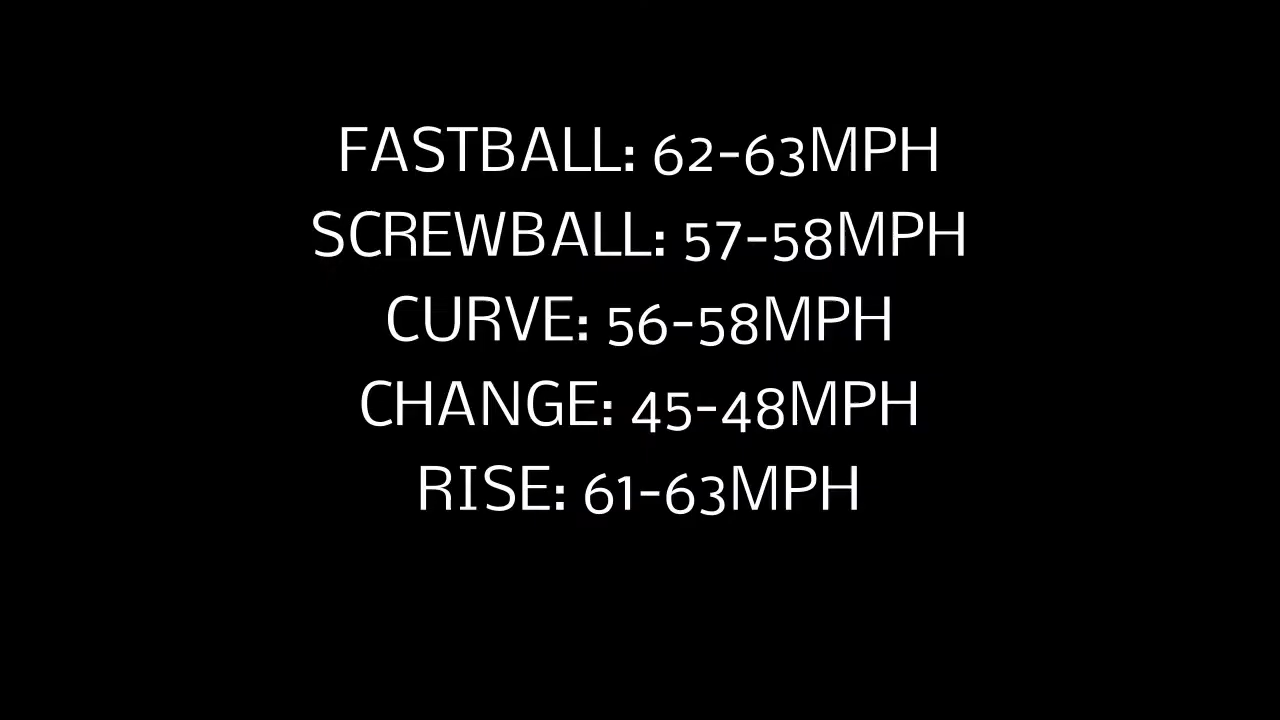 FASTBALL: 62-63MPH
SCREWBALL: 57-58MPH
CURVE: 56-58MPH
CHANGE: 45-48MPH
RISE: 61-63MPH